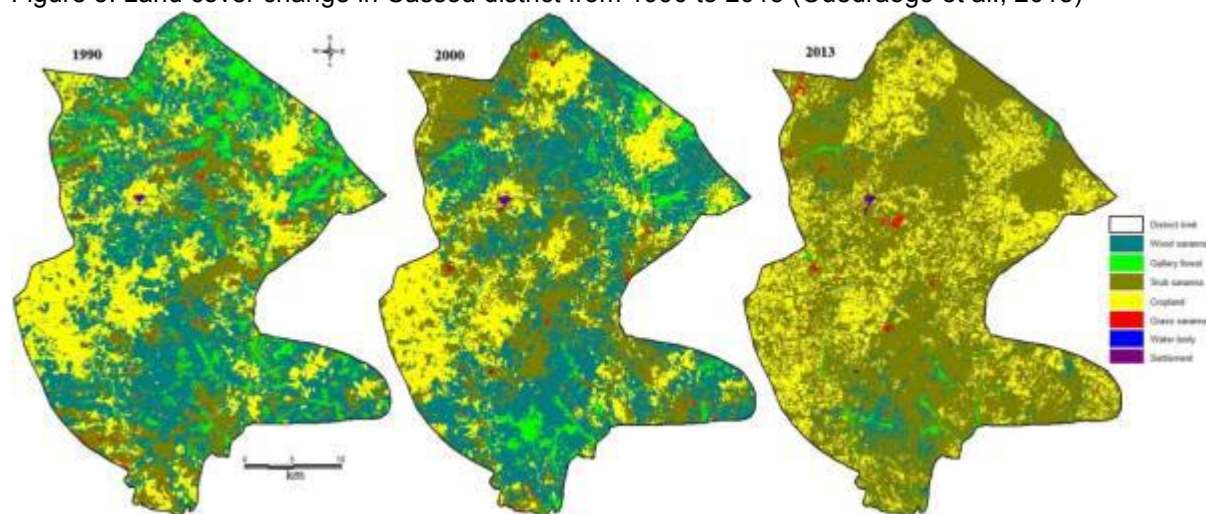 1990
2000
2013
N
W
E
S
District limit
Wood savanna
Gallery forest
Srub savanna
Cropland
Grass savanna
Water body
Settlement
0 5 10
km